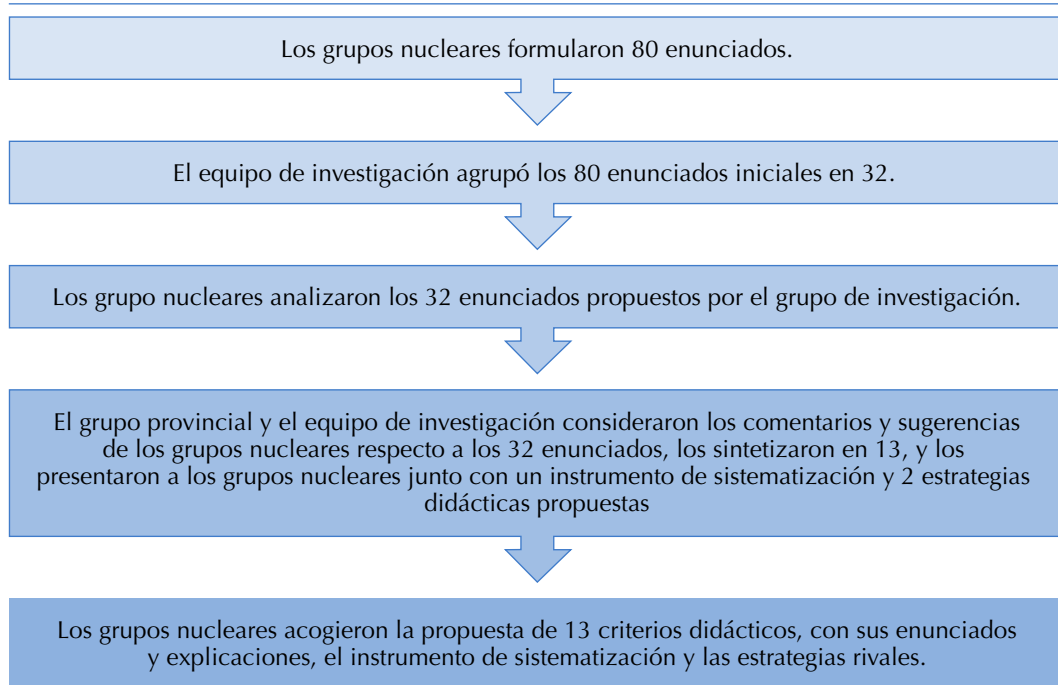 Los grupos nucleares formularon 80 enunciados.
El equipo de investigación agrupó los 80 enunciados iniciales en 32.
Los grupo nucleares analizaron los 32 enunciados propuestos por el grupo de investigación.
El grupo provincial y el equipo de investigación consideraron los comentarios y sugerencias
de los grupos nucleares respecto a los 32 enunciados, los sintetizaron en 13, y los
presentaron a los grupos nucleares junto con un instrumento de sistematización y 2 estrategias
didácticas propuestas
Los grupos nucleares acogieron la propuesta de 13 criterios didácticos, con sus enunciados
y explicaciones, el instrumento de sistematización y las estrategias rivales.